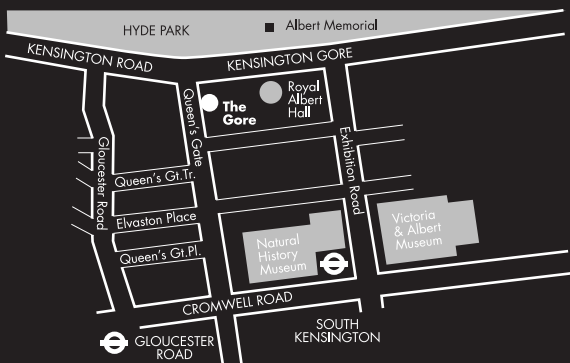 HYDE PARK
Albert Memorial
KENSINGTON ROAD
KENSINGTON GORE
Queen's Gate
The
Gore
Royal
Albert
Hall
Gloucester Road
Exhibition Road
Queen's Gt.Tr.
Elvaston Place
Queen's Gt.Pl.
Natural
History
Museum
Victoria
& Albert
Museum
CROMWELL ROAD
GLOUCESTER
ROAD
SOUTH
KENSINGTON